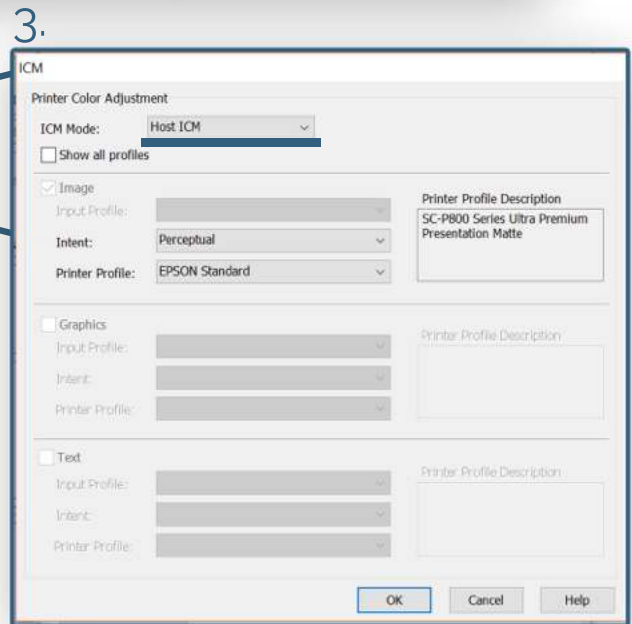 3.
ICM
Printer Color Adjustment
ICM Mode: Host ICM
Show all profiles
Image
Input Profile:
Intent: Perceptual
Printer Profile: EPSON Standard
Printer Profile Description
SC-P800 Series Ultra Premium
Presentation Matte
Graphics
Input Profile:
Intent:
Printer Profile:
Printer Profile Description
Text
Input Profile:
Intent:
Printer Profile:
Printer Profile Description
OK Cancel Help